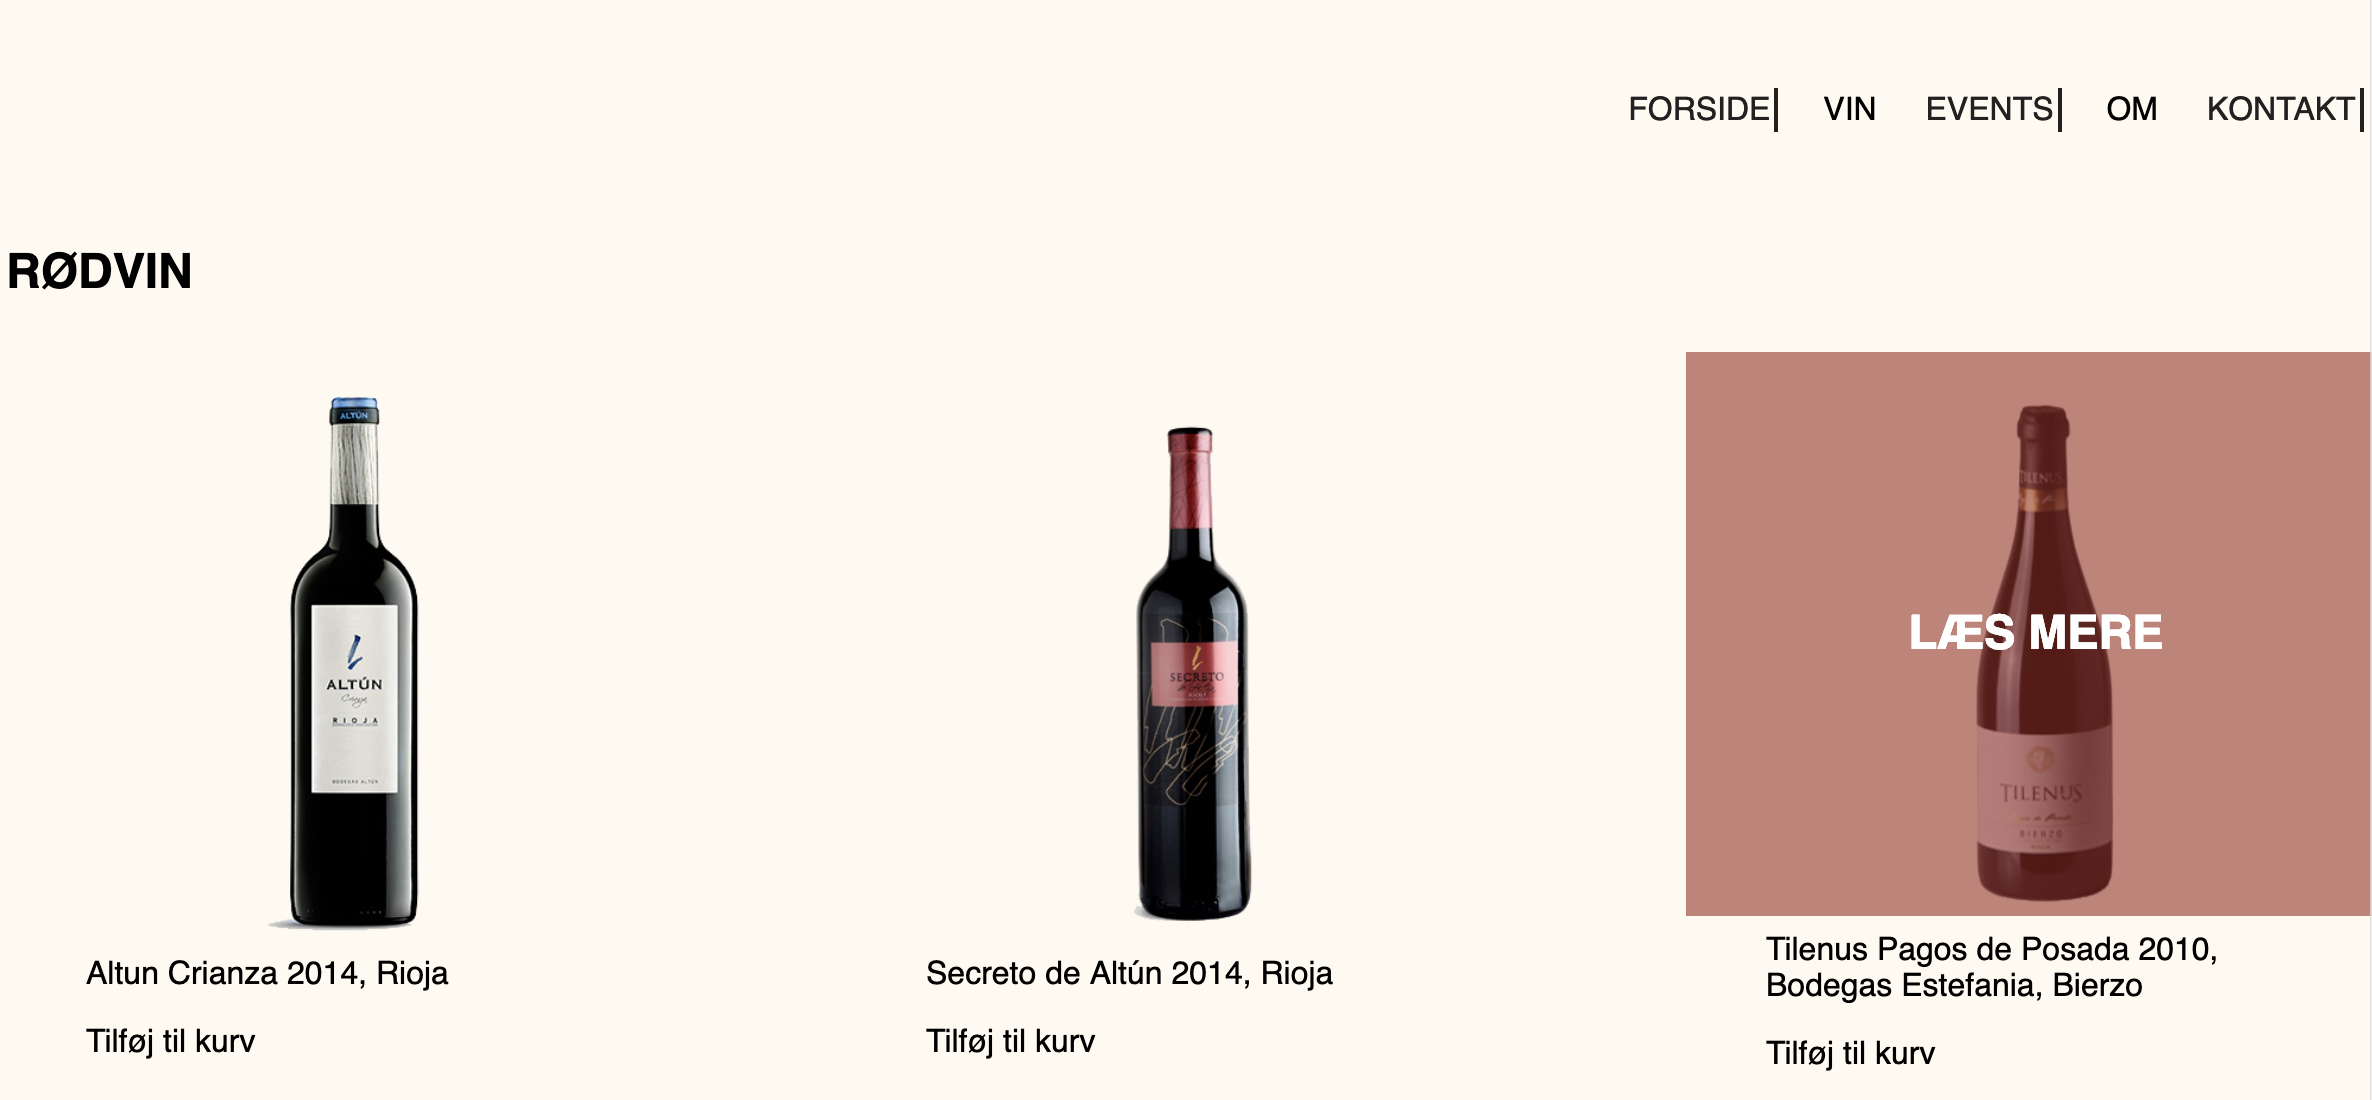 FORSIDE VIN EVENTS OM KONTAKT
RØDVIN
ALTÚN
ALTÚN
Crianza
RIOJA
BODEGAS ALTÚN
Altun Crianza 2014, Rioja
Tilføj til kurv
SECRETO
Secreto de Altún 2014, Rioja
Tilføj til kurv
TILENUS
LÆS MERE
TILENUS
BIERZO
Tilenus Pagos de Posada 2010,
Bodegas Estefania, Bierzo
Tilføj til kurv